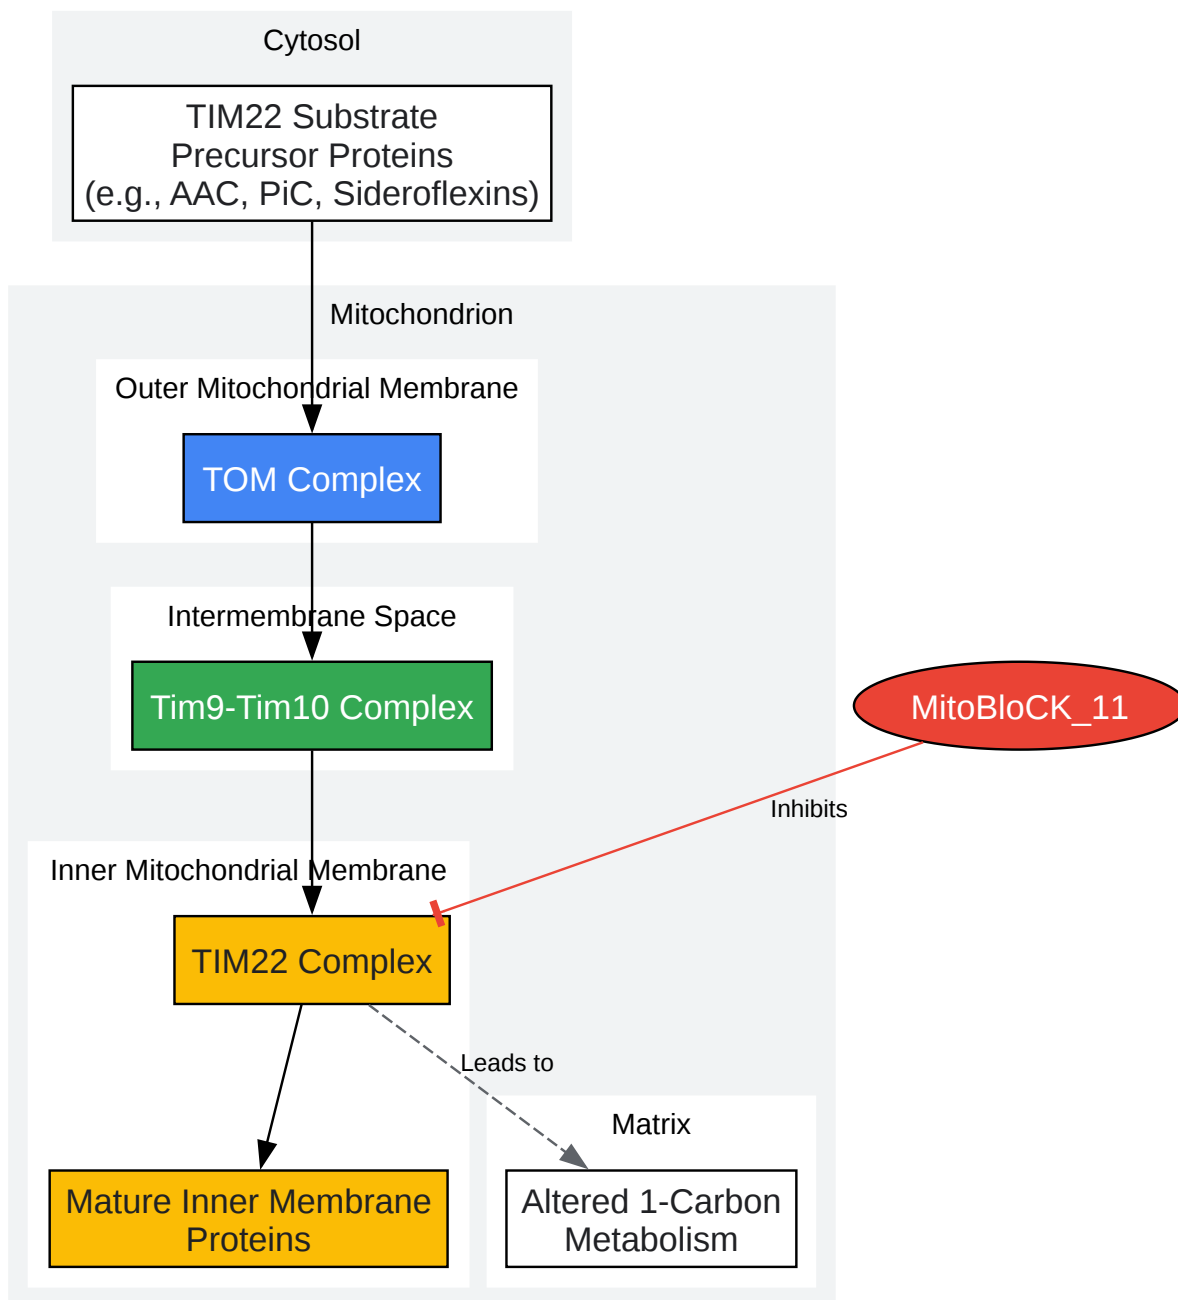 Cytosol
TIM22 Substrate
Precursor Proteins
(e.g., AAC, PiC, Sideroflexins)
Mitochondrion
Outer Mitochondrial Membrane
TOM Complex
Intermembrane Space
Tim9-Tim10 Complex
MitoBloCK_11
Inhibits
Inner Mitochondrial Membrane
TIM22 Complex
Leads to
Matrix
Mature Inner Membrane
Proteins
Altered 1-Carbon
Metabolism